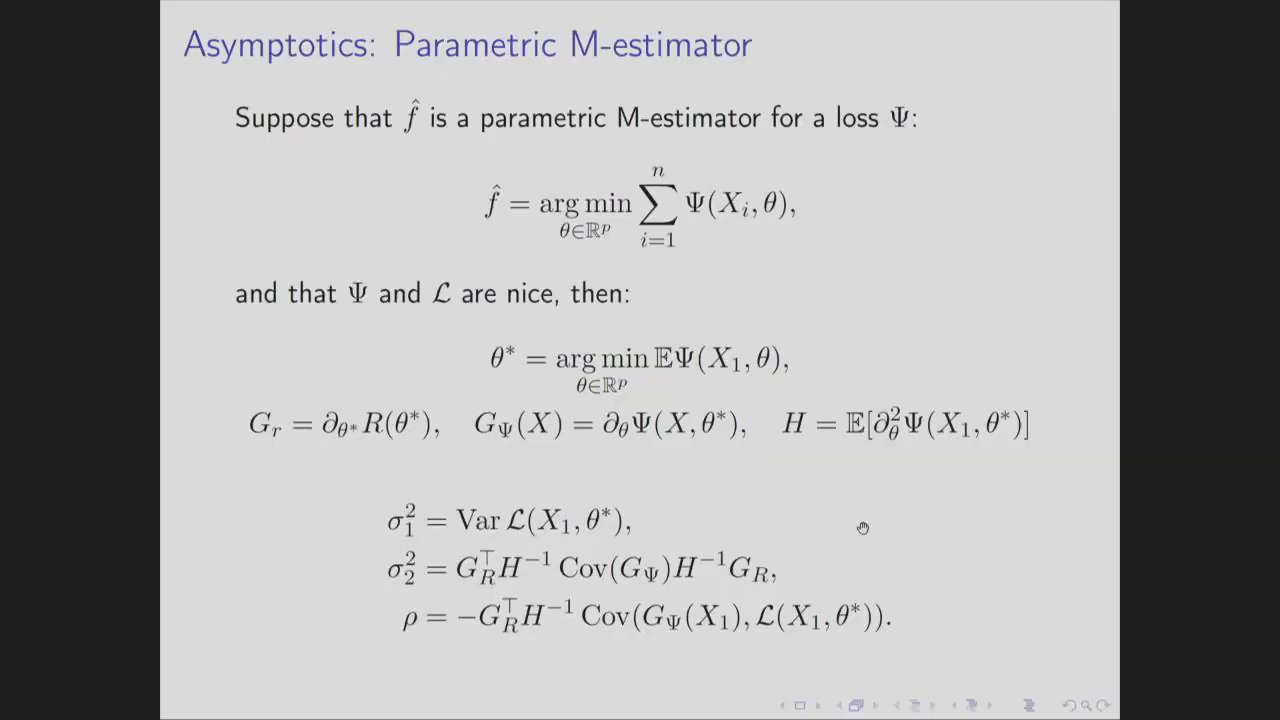 Asymptotics: Parametric M-estimator
Suppose that f̂ is a parametric M-estimator for a loss Ψ:
f̂ = arg min_{θ∈ℝ^p} ∑_{i=1}^{n} Ψ(X_i, θ),
and that Ψ and ℒ are nice, then:
θ* = arg min_{θ∈ℝ^p} 𝔼Ψ(X_1, θ),
G_r = ∂_{θ*} R(θ*), G_Ψ(X) = ∂_θ Ψ(X, θ*), H = 𝔼[∂_θ^2 Ψ(X_1, θ*)]
σ_1^2 = Var ℒ(X_1, θ*),
σ_2^2 = G_R^⊤ H^{-1} Cov(G_Ψ) H^{-1} G_R,
ρ = −G_R^⊤ H^{-1} Cov(G_Ψ(X_1), ℒ(X_1, θ*)).